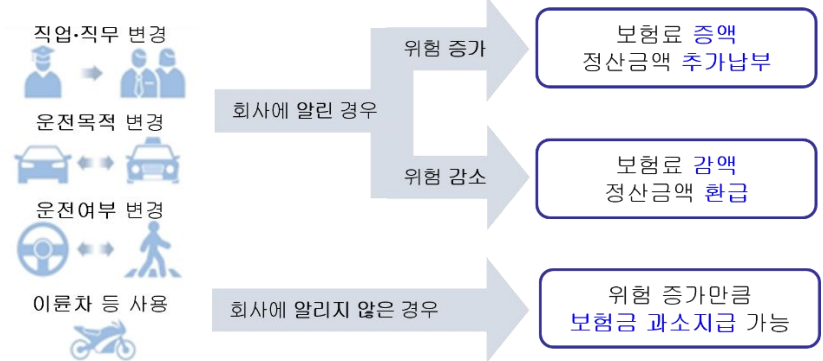 직업·직무 변경
운전목적 변경
운전여부 변경
이륜차 등 사용
회사에 알린 경우
위험 증가
보험료 증액
정산금액 추가납부
위험 감소
보험료 감액
정산금액 환급
회사에 알리지 않은 경우
위험 증가만큼
보험금 과소지급 가능